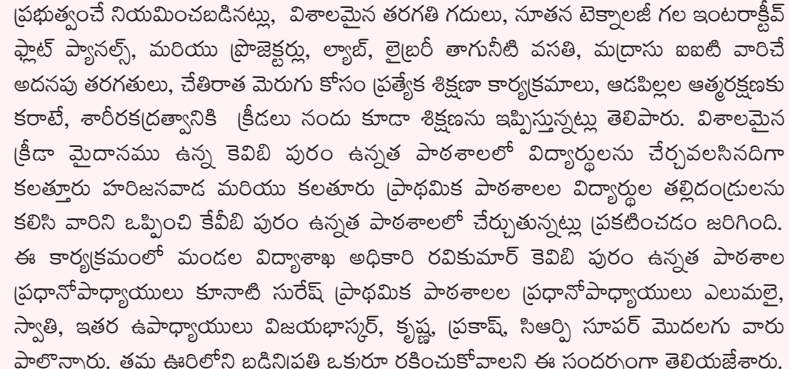 ప్రభుత్వంచే నియమించబడినట్లు, విశాలమైన తరగతి గదులు, నూతన టెక్నాలజీ గల ఇంటరాక్టీవ్
ఫ్లాట్ ప్యానల్స్, మరియు ప్రొజెక్టర్లు, ల్యాబ్, లైబ్రరీ తాగునీటి వసతి, మద్రాసు ఐఐటి వారిచే
అదనపు తరగతులు, చేతిరాత మెరుగు కోసం ప్రత్యేక శిక్షణా కార్యక్రమాలు, ఆడపిల్లల ఆత్మరక్షణకు
కరాటే, శారీరకద్రత్వానికి క్రీడలు నందు కూడా శిక్షణను ఇప్పిస్తున్నట్లు తెలిపారు. విశాలమైన
క్రీడా మైదానము ఉన్న కెవిబి పురం ఉన్నత పాఠశాలలో విద్యార్థులను చేర్చవలసినదిగా
కలత్తూరు హరిజనవాడ మరియు కలతూరు ప్రాథమిక పాఠశాలల విద్యార్థుల తల్లిదండ్రులను
కలిసి వారిని ఒప్పించి కేవీబి పురం ఉన్నత పాఠశాలలో చేర్చుతున్నట్లు ప్రకటించడం జరిగింది.
ఈ కార్యక్రమంలో మండల విద్యాశాఖ అధికారి రవికుమార్ కెవిబి పురం ఉన్నత పాఠశాల
ప్రధానోపాధ్యాయులు కూనాటి సురేష్ ప్రాథమిక పాఠశాలల ప్రధానోపాధ్యాయులు ఎలుమలై,
స్వాతి, ఇతర ఉపాధ్యాయులు విజయభాస్కర్, కృష్ణ, ప్రకాష్, సిఆర్పి సూపర్ మొదలగు వారు
పాల్గొన్నారు. తమ ఊరిలోని బడినిప్రతి ఒక్కరూ రక్షించుకోవాలని ఈ సందర్భంగా తెలియజేశారు.